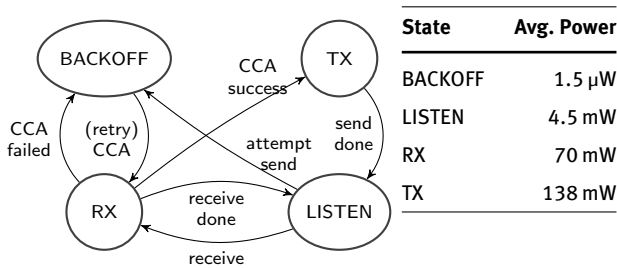 BACKOFF
TX
CCA
success
CCA
failed
(retry)
CCA
attempt
send
send
done
RX
receive
done
LISTEN
receive
State Avg. Power
BACKOFF 1.5 µW
LISTEN 4.5 mW
RX 70 mW
TX 138 mW